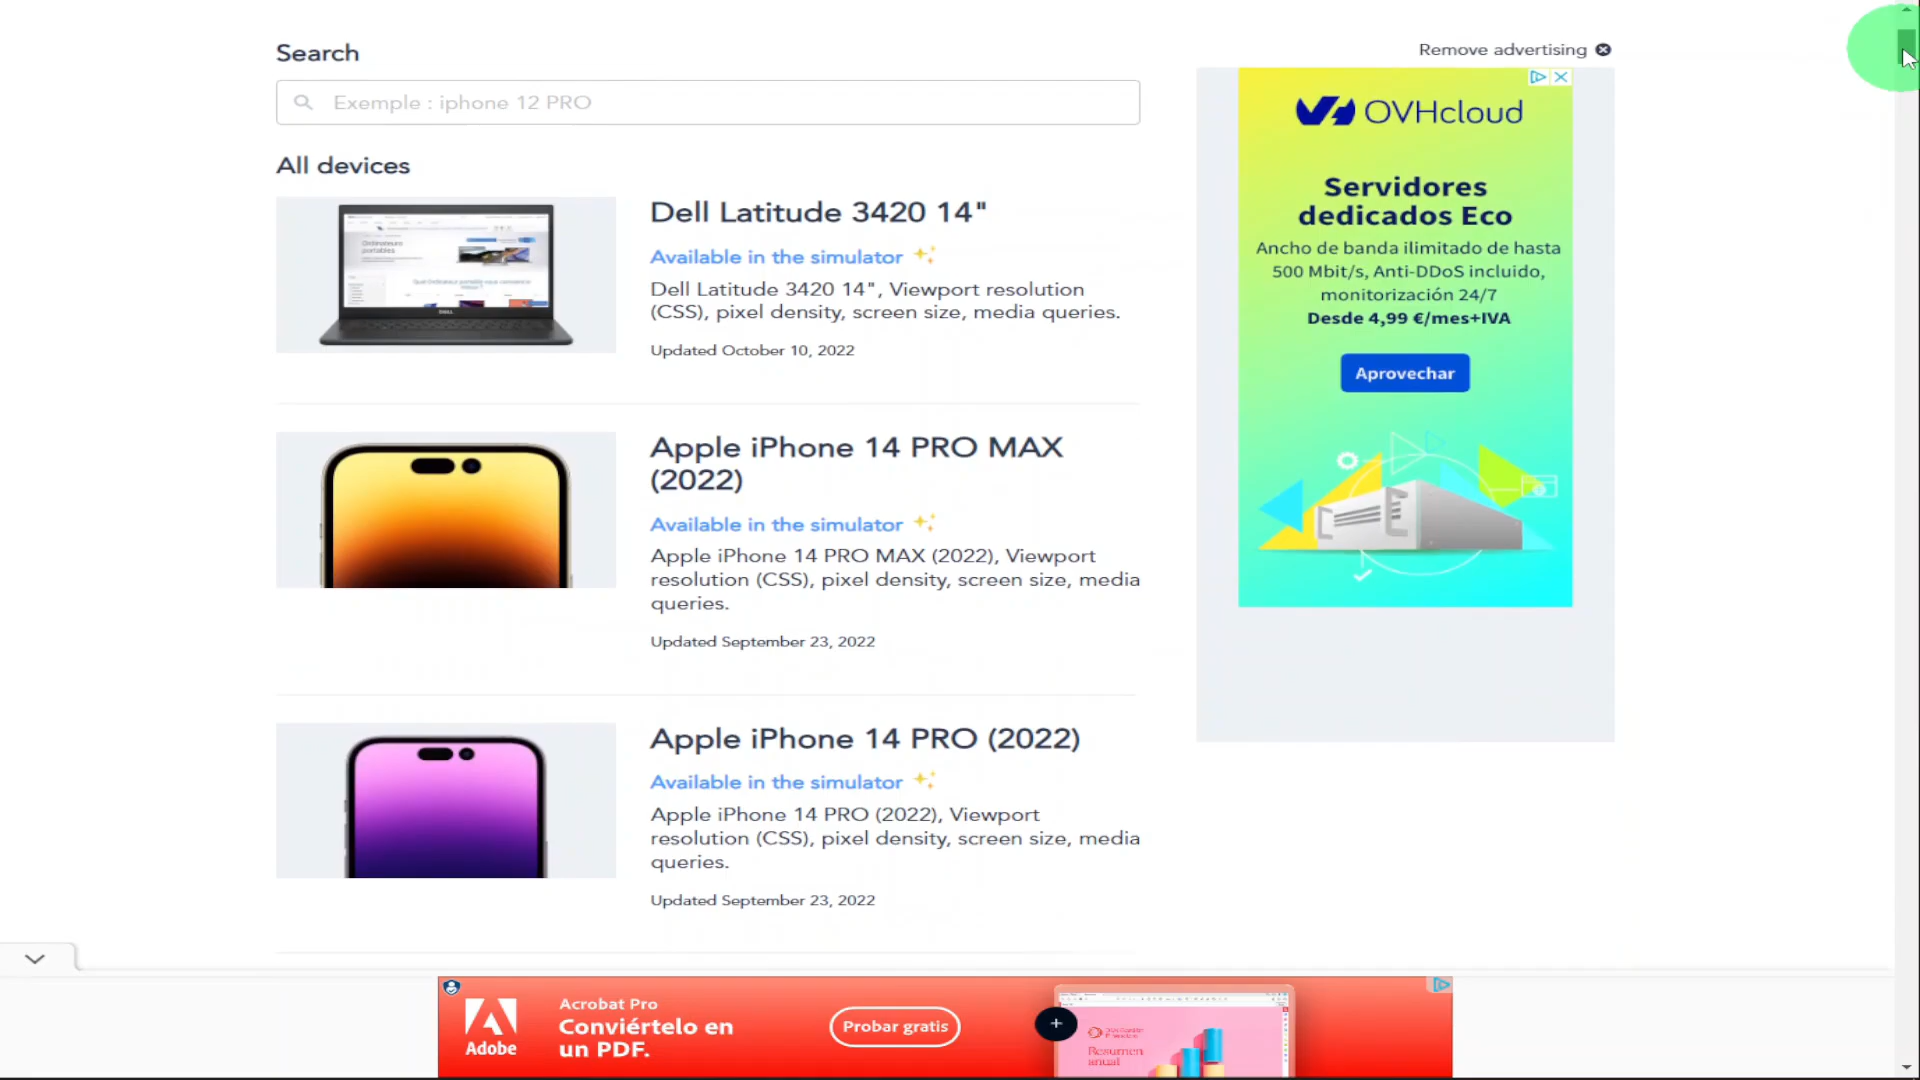 Search
Exemple : iphone 12 PRO
All devices
Dell Latitude 3420 14"
Available in the simulator
Dell Latitude 3420 14", Viewport resolution
(CSS), pixel density, screen size, media queries.
Updated October 10, 2022
Apple iPhone 14 PRO MAX
(2022)
Available in the simulator
Apple iPhone 14 PRO MAX (2022), Viewport
resolution (CSS), pixel density, screen size, media
queries.
Updated September 23, 2022
Apple iPhone 14 PRO (2022)
Available in the simulator
Apple iPhone 14 PRO (2022), Viewport
resolution (CSS), pixel density, screen size, media
queries.
Updated September 23, 2022
Remove advertising
OVHcloud
Servidores
dedicados Eco
Ancho de banda ilimitado de hasta
500 Mbit/s, Anti-DDoS incluido,
monitorización 24/7
Desde 4,99 €/mes+IVA
Aprovechar
Adobe
Acrobat Pro
Conviértelo en
un PDF.
Probar gratis
Resumen
anual